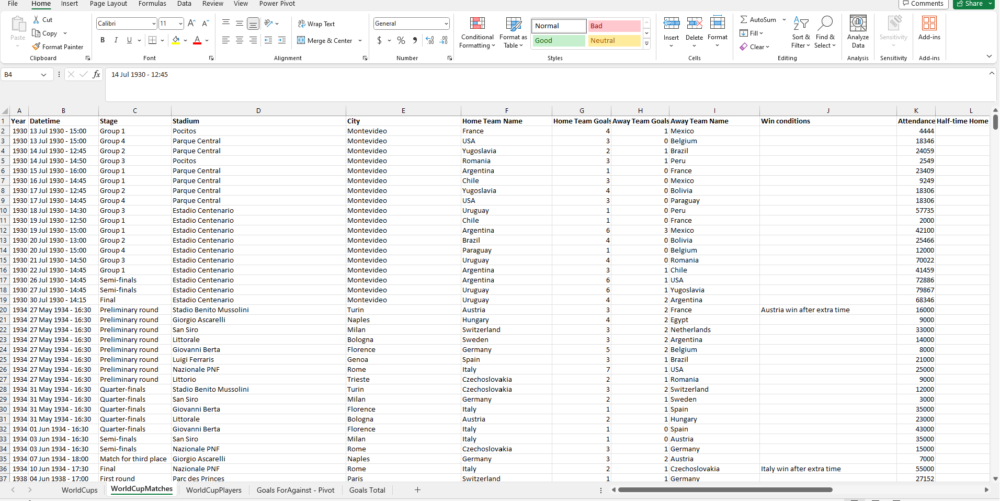 File Home Insert Page Layout Formulas Data Review View Power Pivot Comments Share
Cut
Copy
Format Painter
Paste
Clipboard
Calibri 11
B I U
Font
Wrap Text
Merge & Center
Alignment
General
$ % ,
Number
Conditional Formatting
Format as Table
Normal Bad
Good Neutral
Styles
Insert Delete Format
Cells
AutoSum
Fill
Clear
Sort & Filter
Find & Select
Editing
Analyze Data
Analysis
Sensitivity
Sensitivity
Add-ins
Add-ins
B4 fx 14 Jul 1930 - 12:45
A B C D E F G H I J K L
1 Year Datetime Stage Stadium City Home Team Name Home Team Goals Away Team Goals Away Team Name Win conditions Attendance Half-time Home
2 1930 13 Jul 1930 - 15:00 Group 1 Pocitos Montevideo France 4 1 Mexico 4444
3 1930 13 Jul 1930 - 15:00 Group 4 Parque Central Montevideo USA 3 0 Belgium 18346
4 1930 14 Jul 1930 - 12:45 Group 2 Parque Central Montevideo Yugoslavia 2 1 Brazil 24059
5 1930 14 Jul 1930 - 14:50 Group 3 Pocitos Montevideo Romania 3 1 Peru 2549
6 1930 15 Jul 1930 - 16:00 Group 1 Parque Central Montevideo Argentina 1 0 France 23409
7 1930 16 Jul 1930 - 14:45 Group 1 Parque Central Montevideo Chile 3 0 Mexico 9249
8 1930 17 Jul 1930 - 12:45 Group 2 Parque Central Montevideo Yugoslavia 4 0 Bolivia 18306
9 1930 17 Jul 1930 - 14:45 Group 4 Parque Central Montevideo USA 3 0 Paraguay 18306
10 1930 18 Jul 1930 - 14:30 Group 3 Estadio Centenario Montevideo Uruguay 1 0 Peru 57735
11 1930 19 Jul 1930 - 12:50 Group 1 Estadio Centenario Montevideo Chile 1 0 France 2000
12 1930 19 Jul 1930 - 15:00 Group 1 Estadio Centenario Montevideo Argentina 6 3 Mexico 42100
13 1930 20 Jul 1930 - 13:00 Group 2 Estadio Centenario Montevideo Brazil 4 0 Bolivia 25466
14 1930 20 Jul 1930 - 15:00 Group 4 Estadio Centenario Montevideo Paraguay 1 0 Belgium 12000
15 1930 21 Jul 1930 - 14:50 Group 3 Estadio Centenario Montevideo Uruguay 4 0 Romania 70022
16 1930 22 Jul 1930 - 14:45 Group 1 Estadio Centenario Montevideo Argentina 3 1 Chile 41459
17 1930 26 Jul 1930 - 14:45 Semi-finals Estadio Centenario Montevideo Argentina 6 1 USA 72886
18 1930 27 Jul 1930 - 14:45 Semi-finals Estadio Centenario Montevideo Uruguay 6 1 Yugoslavia 79867
19 1930 30 Jul 1930 - 14:15 Final Estadio Centenario Montevideo Uruguay 4 2 Argentina 68346
20 1934 27 May 1934 - 16:30 Preliminary round Stadio Benito Mussolini Turin Austria 3 2 France Austria win after extra time 16000
21 1934 27 May 1934 - 16:30 Preliminary round Giorgio Ascarelli Naples Hungary 4 2 Egypt 9000
22 1934 27 May 1934 - 16:30 Preliminary round San Siro Milan Switzerland 3 2 Netherlands 33000
23 1934 27 May 1934 - 16:30 Preliminary round Littorale Bologna Sweden 3 2 Argentina 14000
24 1934 27 May 1934 - 16:30 Preliminary round Giovanni Berta Florence Germany 5 2 Belgium 8000
25 1934 27 May 1934 - 16:30 Preliminary round Luigi Ferraris Genoa Spain 3 1 Brazil 21000
26 1934 27 May 1934 - 16:30 Preliminary round Nazionale PNF Rome Italy 7 1 USA 25000
27 1934 27 May 1934 - 16:30 Preliminary round Littorio Trieste Czechoslovakia 2 1 Romania 9000
28 1934 31 May 1934 - 16:30 Quarter-finals Stadio Benito Mussolini Turin Czechoslovakia 3 2 Switzerland 12000
29 1934 31 May 1934 - 16:30 Quarter-finals San Siro Milan Germany 2 1 Sweden 3000
30 1934 31 May 1934 - 16:30 Quarter-finals Giovanni Berta Florence Italy 1 1 Spain 35000
31 1934 31 May 1934 - 16:30 Quarter-finals Littorale Bologna Austria 2 1 Hungary 23000
32 1934 01 Jun 1934 - 16:30 Quarter-finals Giovanni Berta Florence Italy 1 0 Spain 43000
33 1934 03 Jun 1934 - 16:30 Semi-finals San Siro Milan Italy 1 0 Austria 35000
34 1934 03 Jun 1934 - 16:30 Semi-finals Nazionale PNF Rome Czechoslovakia 3 1 Germany 15000
35 1934 07 Jun 1934 - 18:00 Match for third place Giorgio Ascarelli Naples Germany 3 2 Austria 7000
36 1934 10 Jun 1934 - 17:30 Final Nazionale PNF Rome Italy 2 1 Czechoslovakia Italy win after extra time 55000
37 1938 04 Jun 1938 - 17:00 First round Parc des Princes Paris Switzerland 1 1 Germany 27152
WorldCups WorldCupMatches WorldCupPlayers Goals ForAgainst - Pivot Goals Total